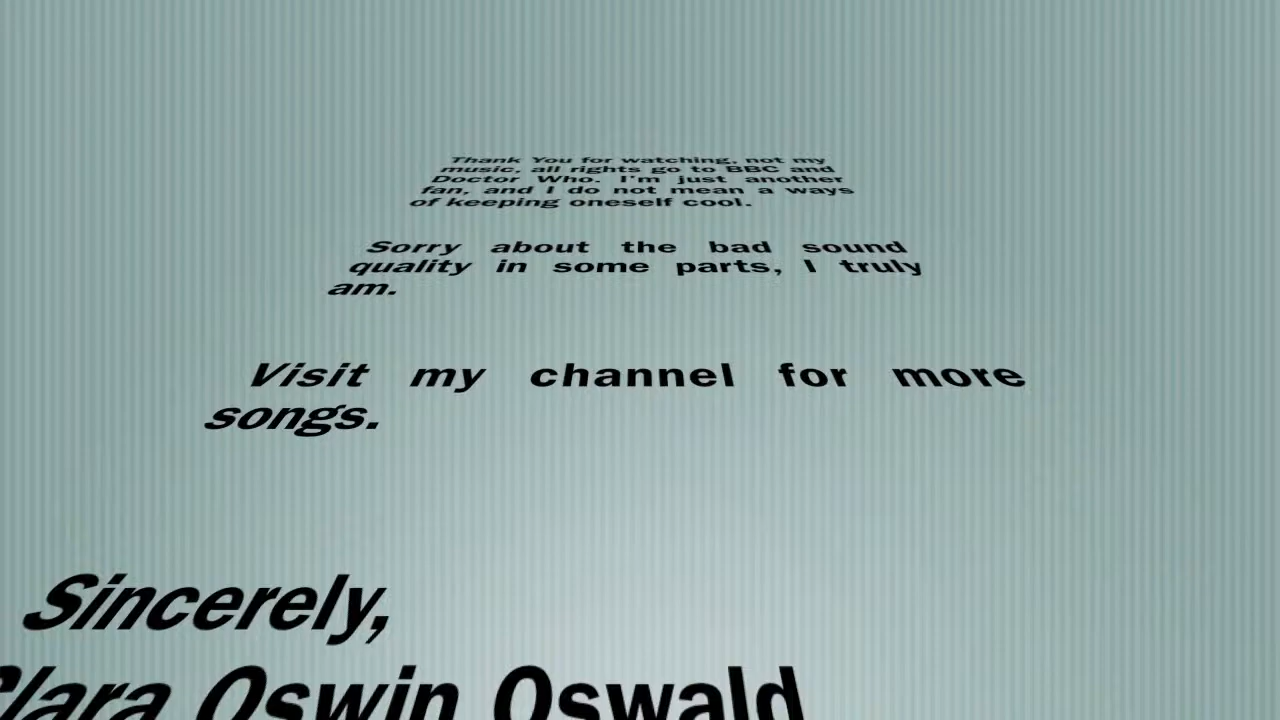 Thank You for watching, not my
music, all rights go to BBC and
Doctor Who. I'm just another
fan, and I do not mean a ways
of keeping oneself cool.
Sorry about the bad sound
quality in some parts, I truly
am.
Visit my channel for more
songs.
Sincerely,
Clara Oswin Oswald